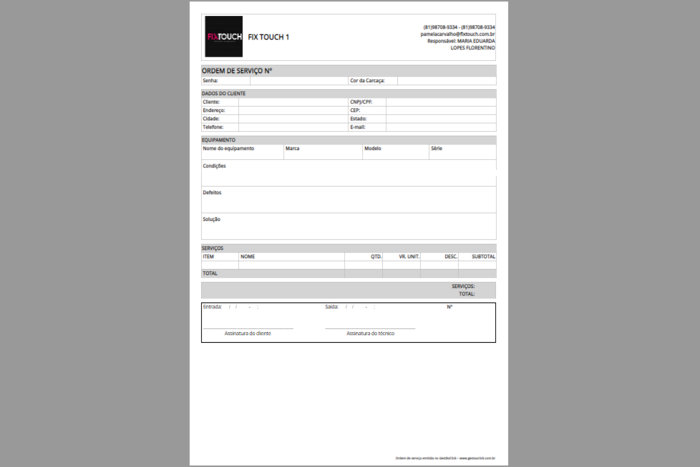 FIXTOUCH
FIX TOUCH 1
(81)98708-9334 - (81)98708-9334
pamelacarvalho@fixtouch.com.br
Responsável: MARIA EDUARDA
LOPES FLORENTINO
ORDEM DE SERVIÇO Nº
Senha: Cor da Carcaça:
DADOS DO CLIENTE
Cliente: CNPJ/CPF:
Endereço: CEP:
Cidade: Estado:
Telefone: E-mail:
EQUIPAMENTO
Nome do equipamento Marca Modelo Série
Condições
Defeitos
Solução
SERVIÇOS
ITEM NOME QTD. VR. UNIT. DESC. SUBTOTAL
TOTAL
SERVIÇOS:
TOTAL:
Entrada: / / - : Saída: / / - : Nº
Assinatura do cliente Assinatura do técnico
Ordem de serviço emitida no GestãoClick - www.gestaoclick.com.br